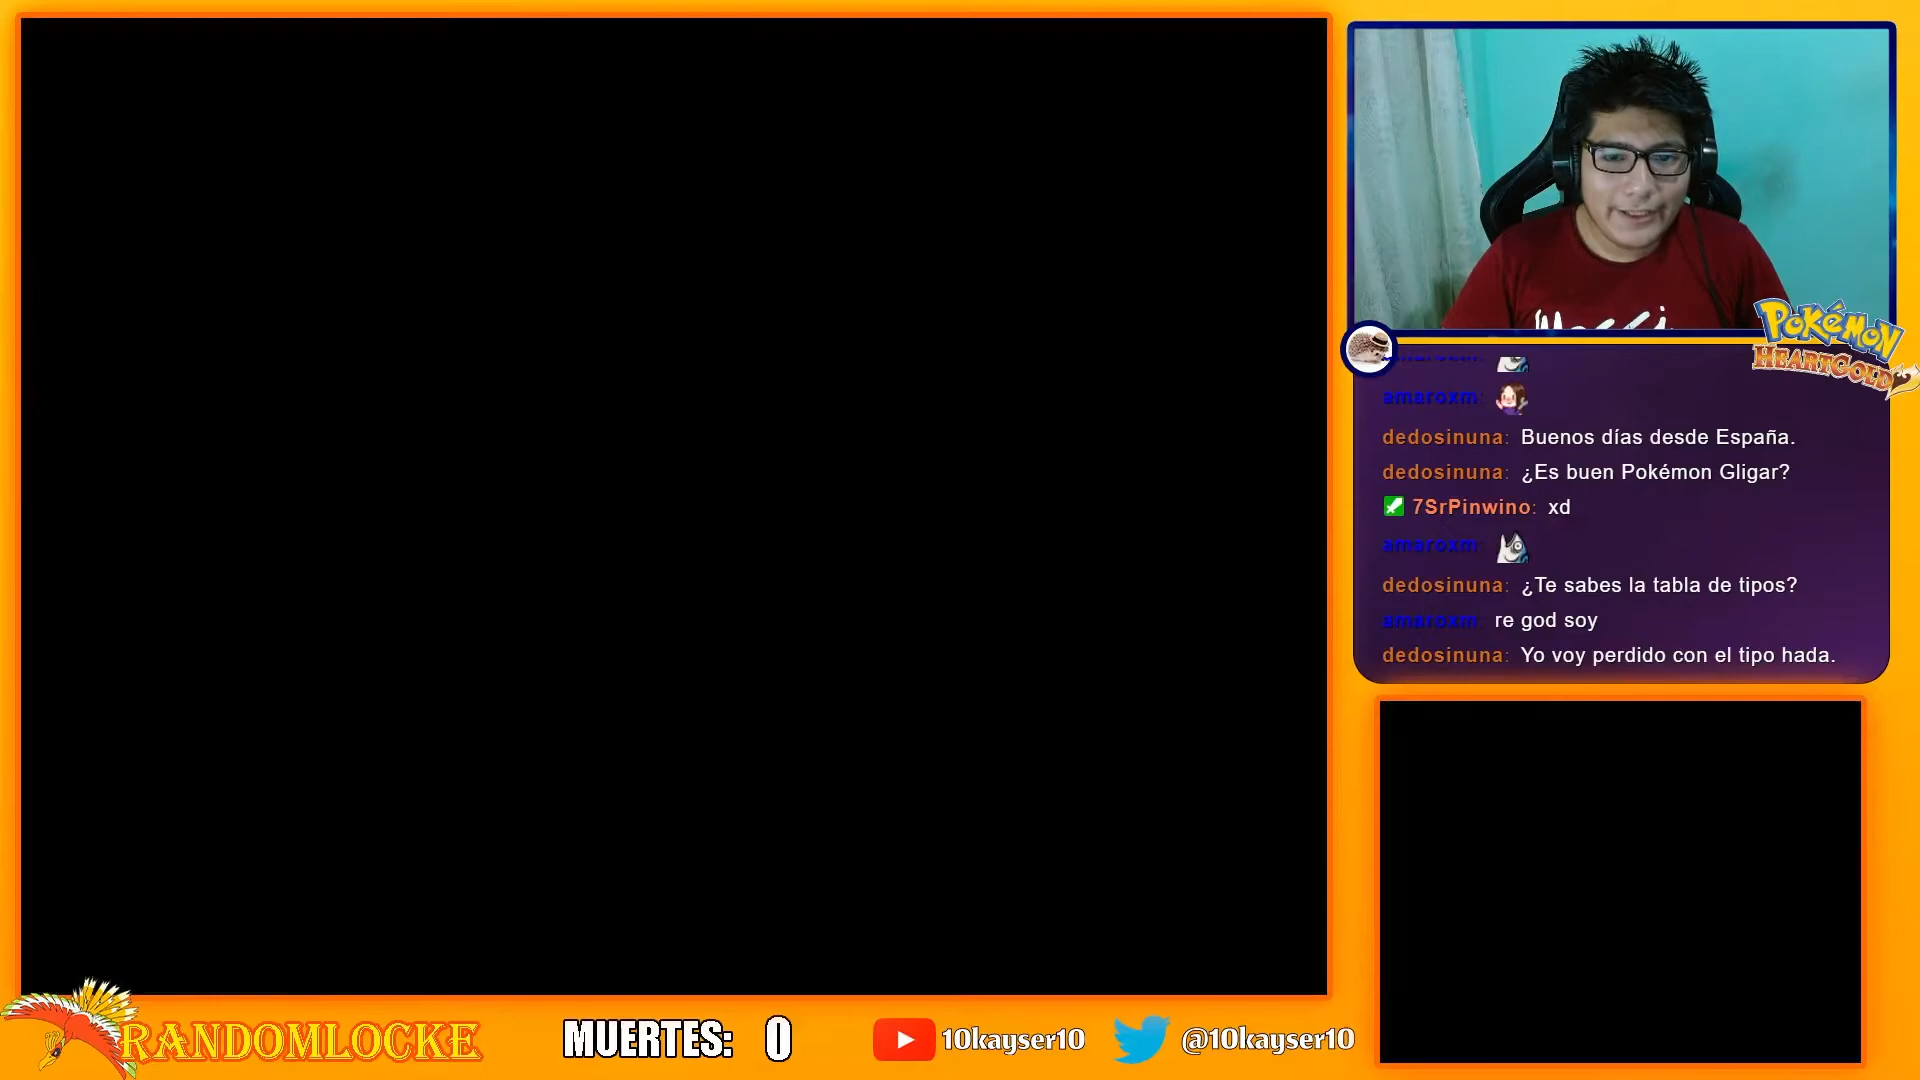 POKéMON
HEARTGOLD
amaroxm:
dedosinuna: Buenos días desde España.
dedosinuna: ¿Es buen Pokémon Gligar?
7SrPinwino: xd
amaroxm:
dedosinuna: ¿Te sabes la tabla de tipos?
amaroxm: re god soy
dedosinuna: Yo voy perdido con el tipo hada.
RANDOMLOCKE
MUERTES: 0
10kayser10
@10kayser10